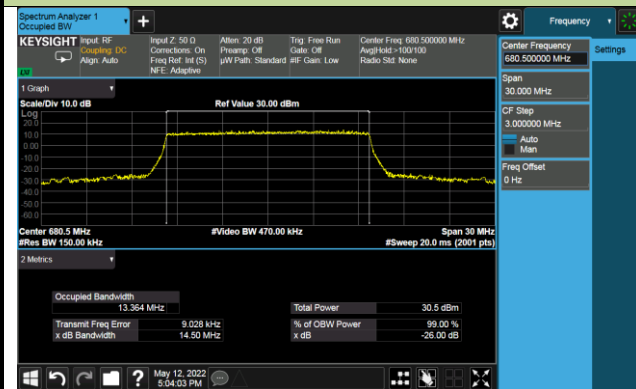 Spectrum Analyzer 1
Occupied BW
Frequency
KEYSIGHT
Input: RF
Coupling: DC
Align: Auto
Input Z: 50 Ω
Corrections: On
Freq Ref: Int (S)
NFE: Adaptive
Atten: 20 dB
Preamp: Off
µW Path: Standard
Trig: Free Run
Gate: Off
#IF Gain: Low
Center Freq: 680.500000 MHz
Avg|Hold:>100/100
Radio Std: None
Center Frequency
680.500000 MHz
Settings
Span
30.000 MHz
CF Step
3.000000 MHz
Auto
Man
Freq Offset
0 Hz
1 Graph
Scale/Div 10.0 dB
Ref Value 30.00 dBm
Log
20.0
10.0
0.00
-10.0
-20.0
-30.0
-40.0
-50.0
-60.0
Center 680.5 MHz
#Video BW 470.00 kHz
Span 30 MHz
#Res BW 150.00 kHz
#Sweep 20.0 ms (2001 pts)
2 Metrics
Occupied Bandwidth
13.364 MHz
Total Power
30.5 dBm
Transmit Freq Error
9.028 kHz
% of OBW Power
99.00 %
x dB Bandwidth
14.50 MHz
x dB
-26.00 dB
?
May 12, 2022
5:04:03 PM